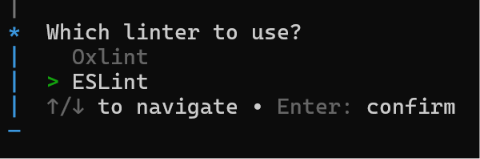 * Which linter to use?
Oxlint
> ESLint
↑/↓ to navigate • Enter: confirm